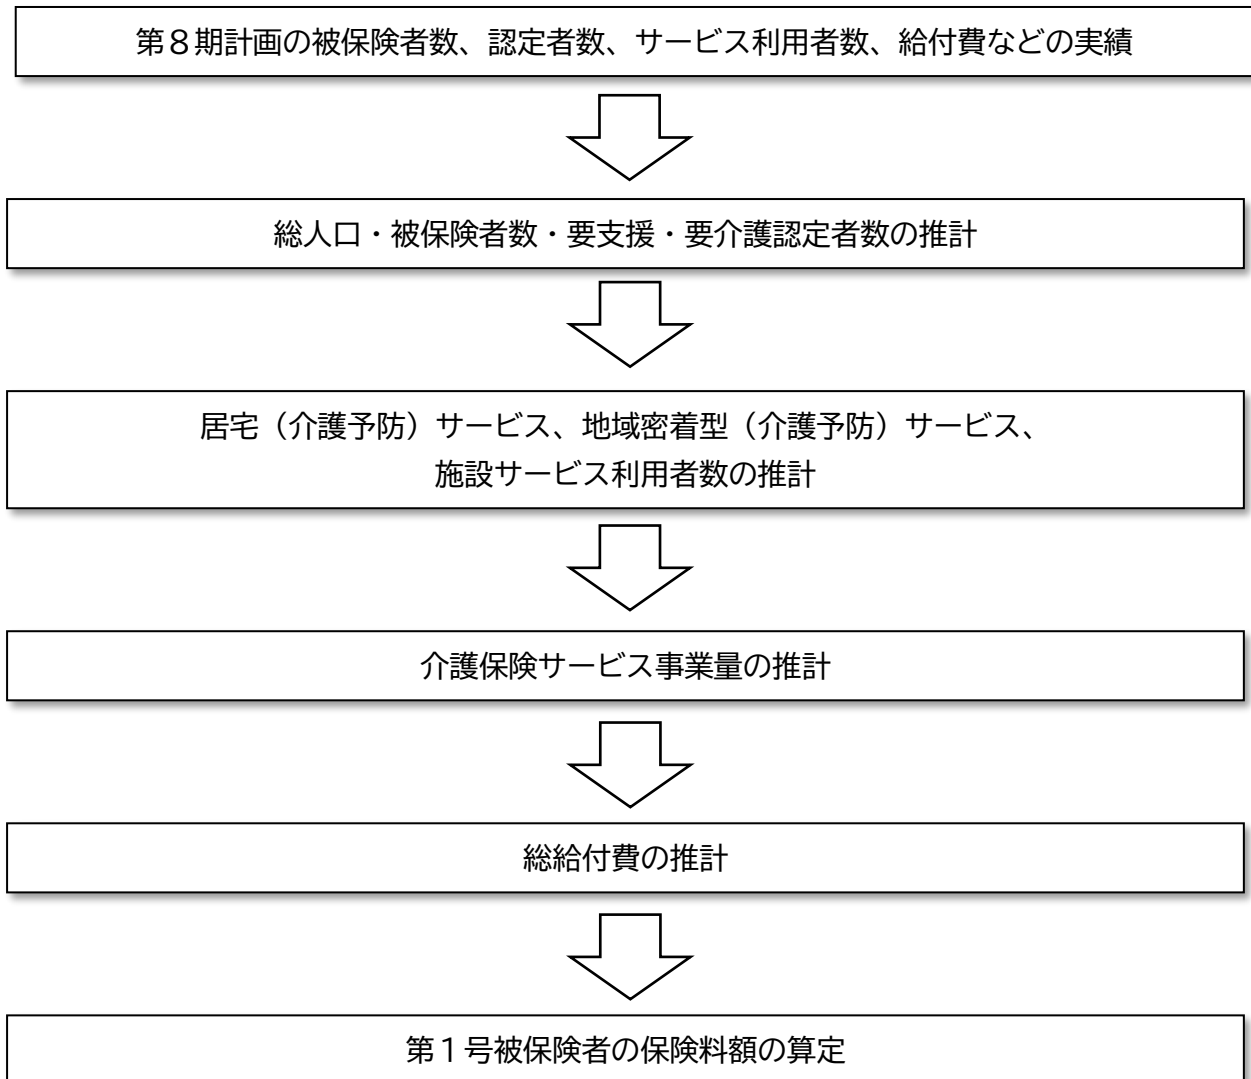 第８期計画の被保険者数、認定者数、サービス利用者数、給付費などの実績
総人口・被保険者数・要支援・要介護認定者数の推計
居宅（介護予防）サービス、地域密着型（介護予防）サービス、
施設サービス利用者数の推計
介護保険サービス事業量の推計
総給付費の推計
第１号被保険者の保険料額の算定